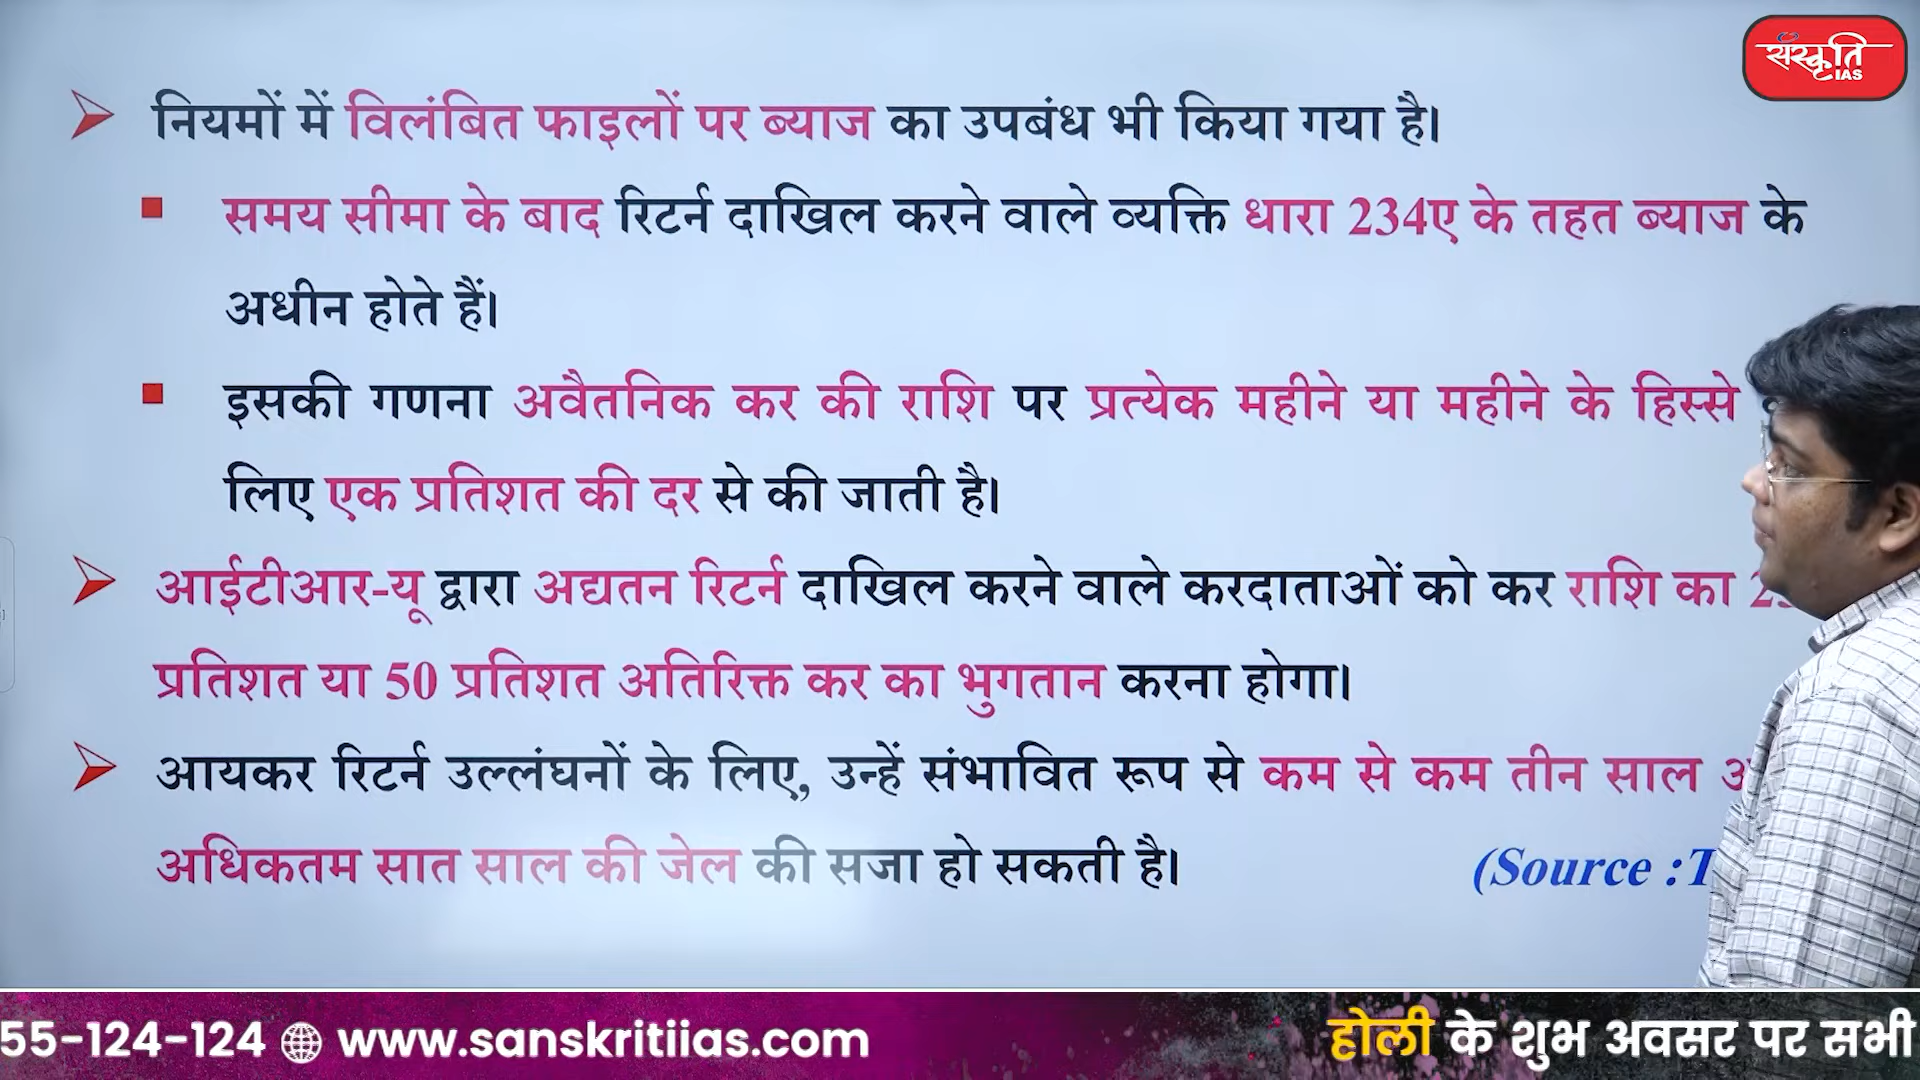 संस्कृति
IAS
नियमों में विलंबित फाइलों पर ब्याज का उपबंध भी किया गया है।
समय सीमा के बाद रिटर्न दाखिल करने वाले व्यक्ति धारा 234ए के तहत ब्याज के
अधीन होते हैं।
इसकी गणना अवैतनिक कर की राशि पर प्रत्येक महीने या महीने के हिस्से
लिए एक प्रतिशत की दर से की जाती है।
आईटीआर-यू द्वारा अद्यतन रिटर्न दाखिल करने वाले करदाताओं को कर राशि का
प्रतिशत या 50 प्रतिशत अतिरिक्त कर का भुगतान करना होगा।
आयकर रिटर्न उल्लंघनों के लिए, उन्हें संभावित रूप से कम से कम तीन साल
अधिकतम सात साल की जेल की सजा हो सकती है।
(Source :T
55-124-124 www.sanskritiias.com होली के शुभ अवसर पर सभी